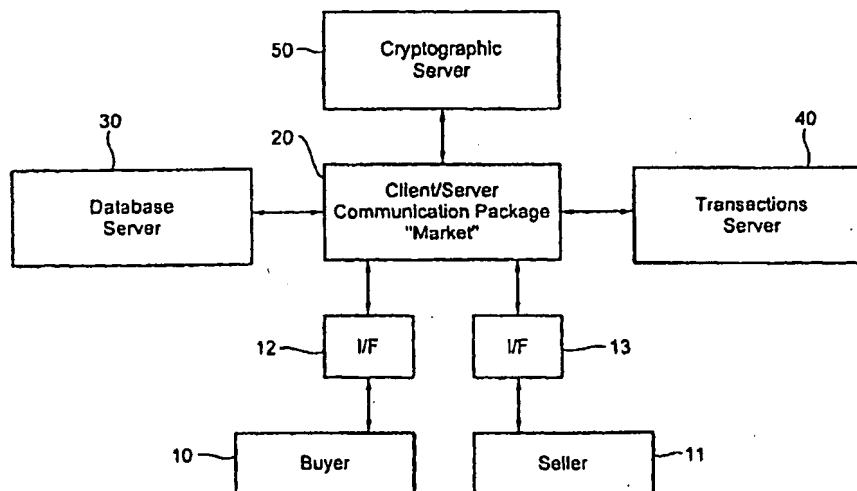 50
Cryptographic
Server
30
20
40
Database
Server
Client/Server
Communication Package
"Market"
Transactions
Server
12
I/F
I/F
13
10
Buyer
Seller
11